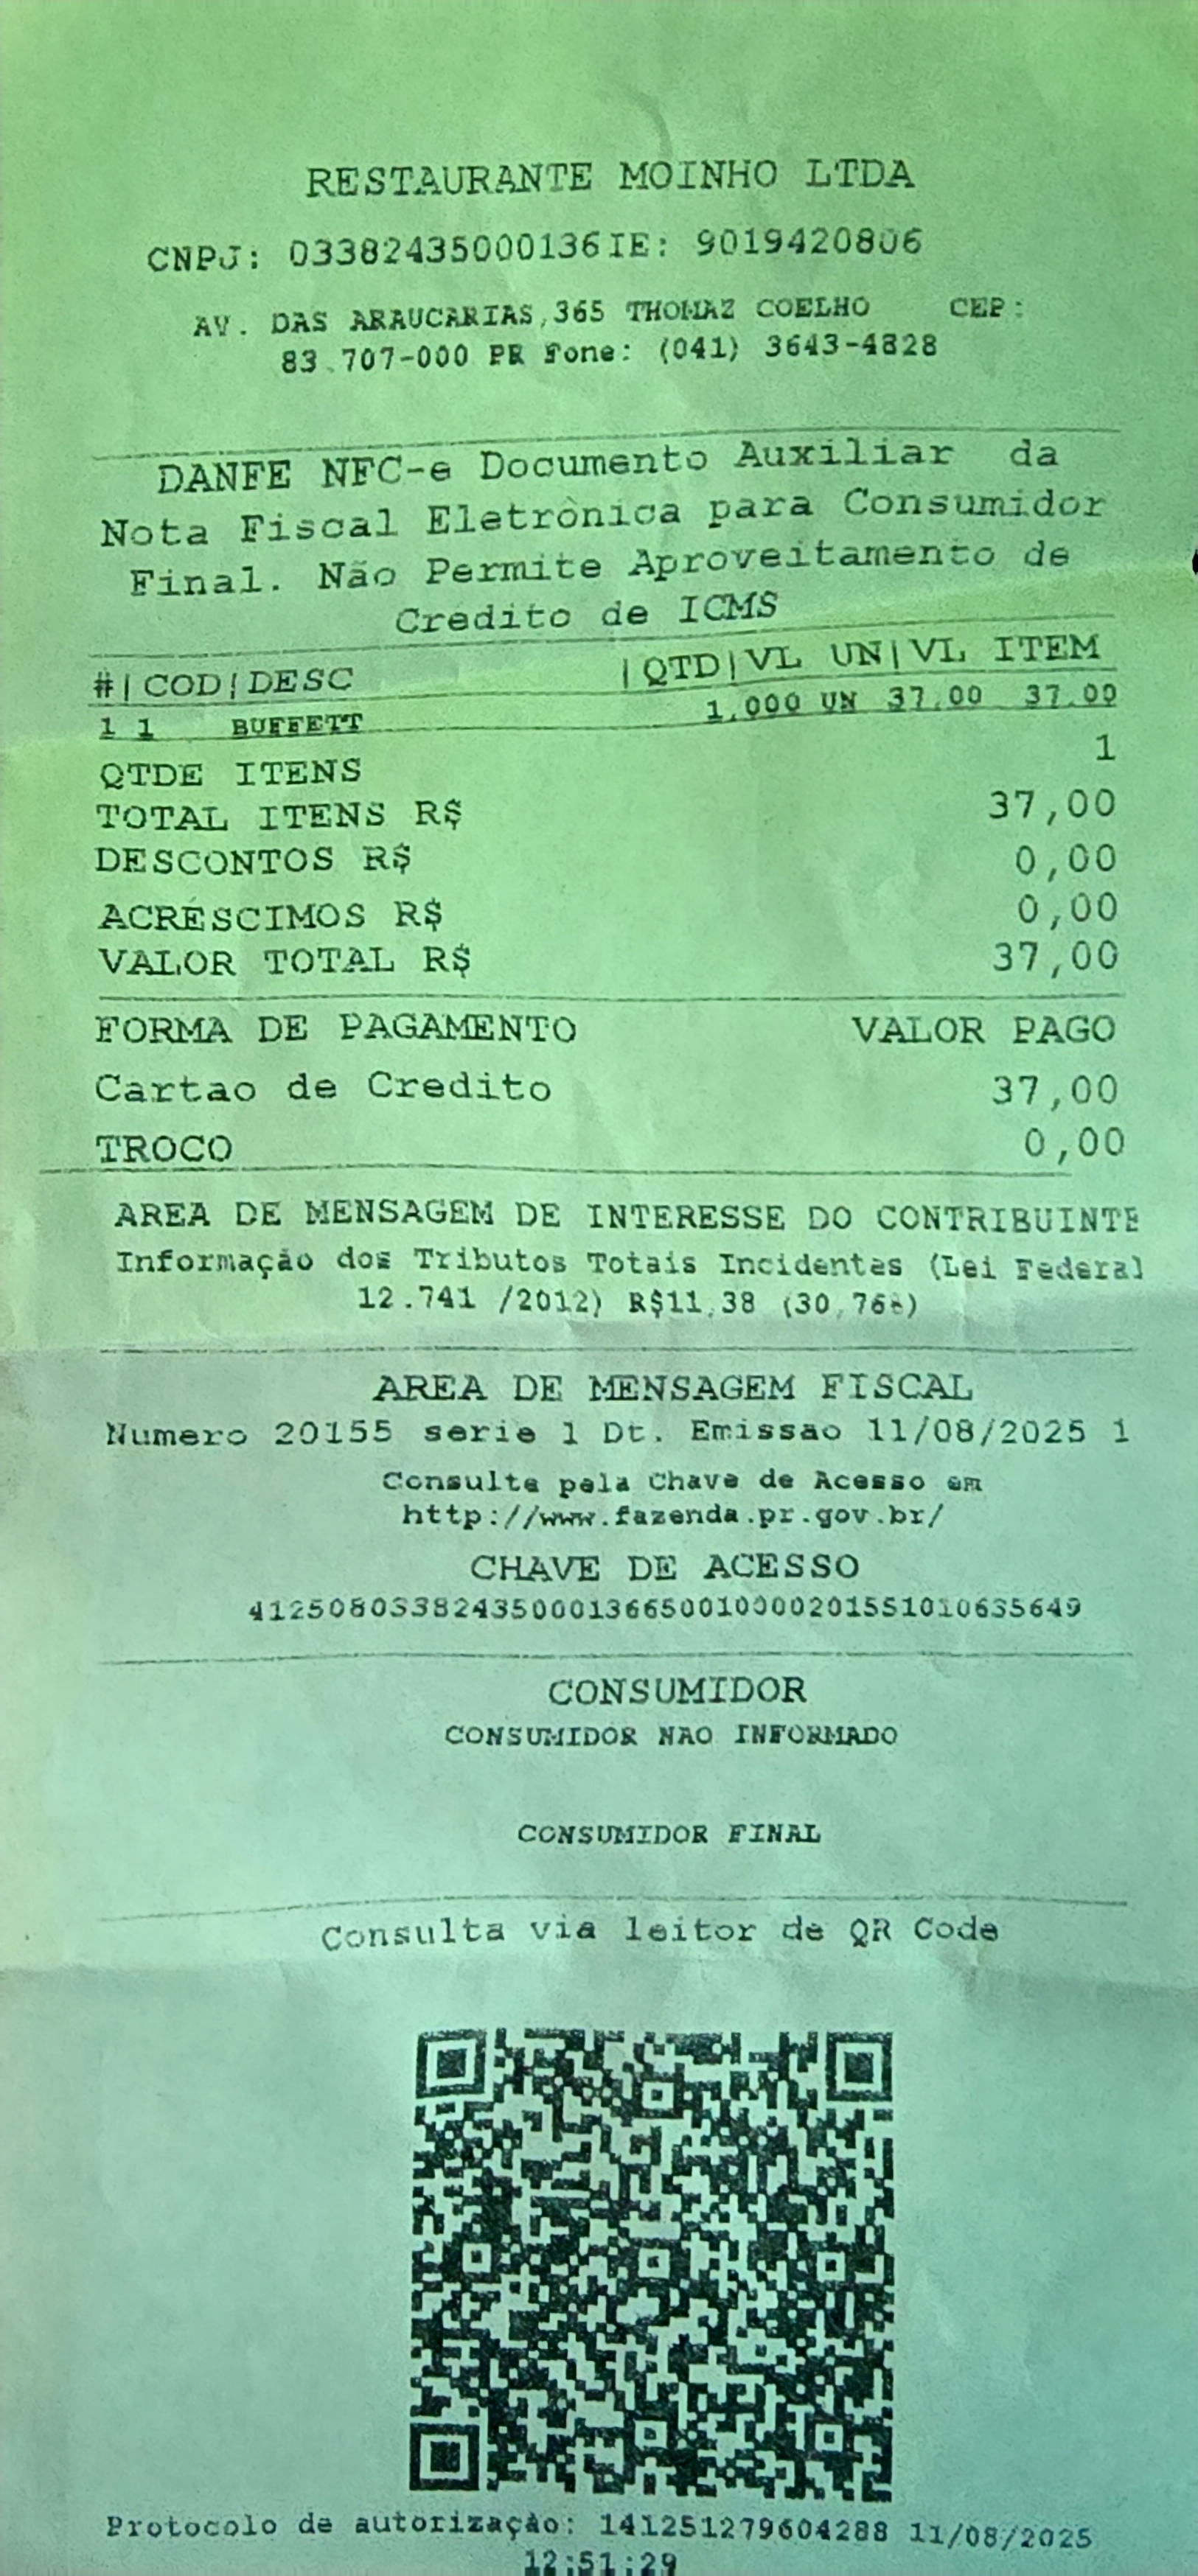 RESTAURANTE MOINHO LTDA
CNPJ: 03382435000136IE: 9019420806
AV. DAS ARAUCARIAS,365 THOMAZ COELHO CEP:
83.707-000 PR Fone: (041) 3643-4828
DANFE NFC-e Documento Auxiliar da
Nota Fiscal Eletrônica para Consumidor
Final. Não Permite Aproveitamento de
Credito de ICMS
#|COD|DESC |QTD|VL UN|VL ITEM
1 1 BUFFETT 1,000 UN 37,00 37,00
QTDE ITENS 1
TOTAL ITENS R$ 37,00
DESCONTOS R$ 0,00
ACRÉSCIMOS R$ 0,00
VALOR TOTAL R$ 37,00
FORMA DE PAGAMENTO VALOR PAGO
Cartao de Credito 37,00
TROCO 0,00
AREA DE MENSAGEM DE INTERESSE DO CONTRIBUINTE
Informação dos Tributos Totais Incidentes (Lei Federal
12.741 /2012) R$11,38 (30,76%)
AREA DE MENSAGEM FISCAL
Numero 20155 serie 1 Dt. Emissao 11/08/2025 1
Consulte pela Chave de Acesso em
http://www.fazenda.pr.gov.br/
CHAVE DE ACESSO
41250803382435000136650010000201551010635649
CONSUMIDOR
CONSUMIDOR NAO INFORMADO
CONSUMIDOR FINAL
Consulta via leitor de QR Code
Protocolo de autorização: 141251279604288 11/08/2025
12:51:29